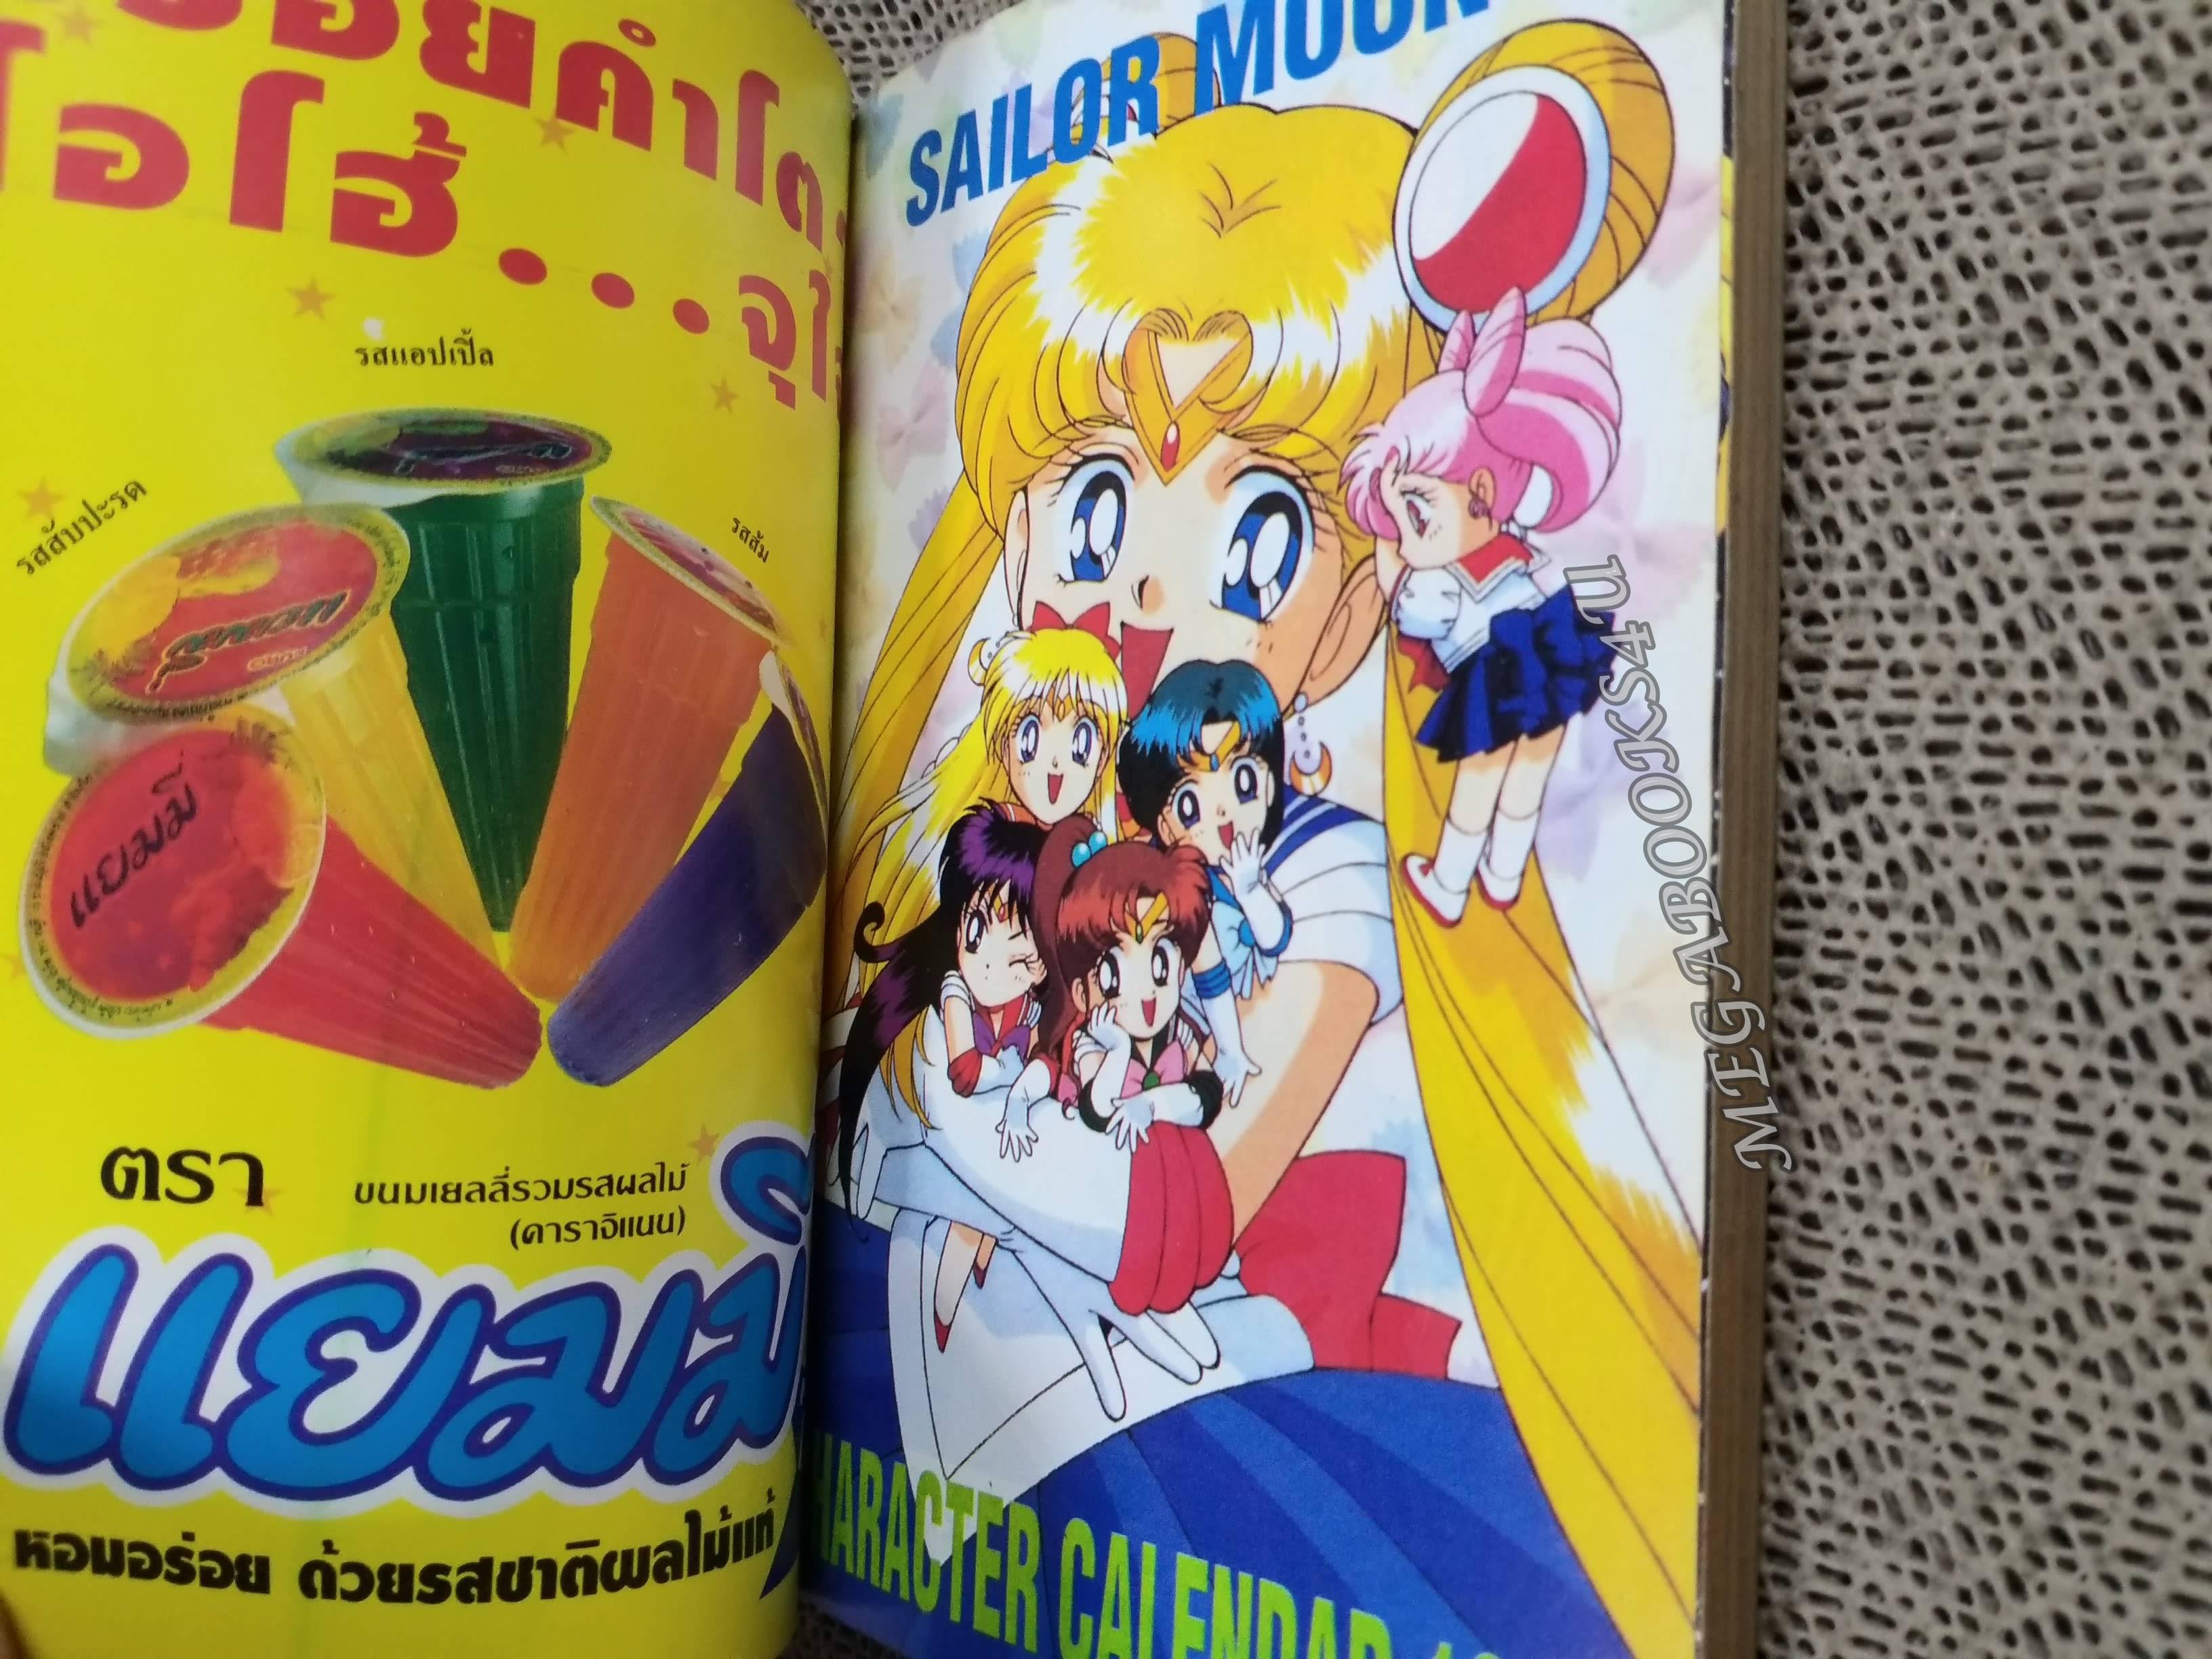 โอโฮ้...จุใ
รสแอปเปิ้ล
รสสับปะรด
รสส้ม
แยมมี่
ตรา
ขนมเยลลี่รวมรสผลไม้
(คาราจิแนน)
แยมมี่
หอมอร่อย ด้วยรสชาติผลไม้แท้
SAILOR MOON
CHARACTER CALENDAR
MEGABOOKS4U